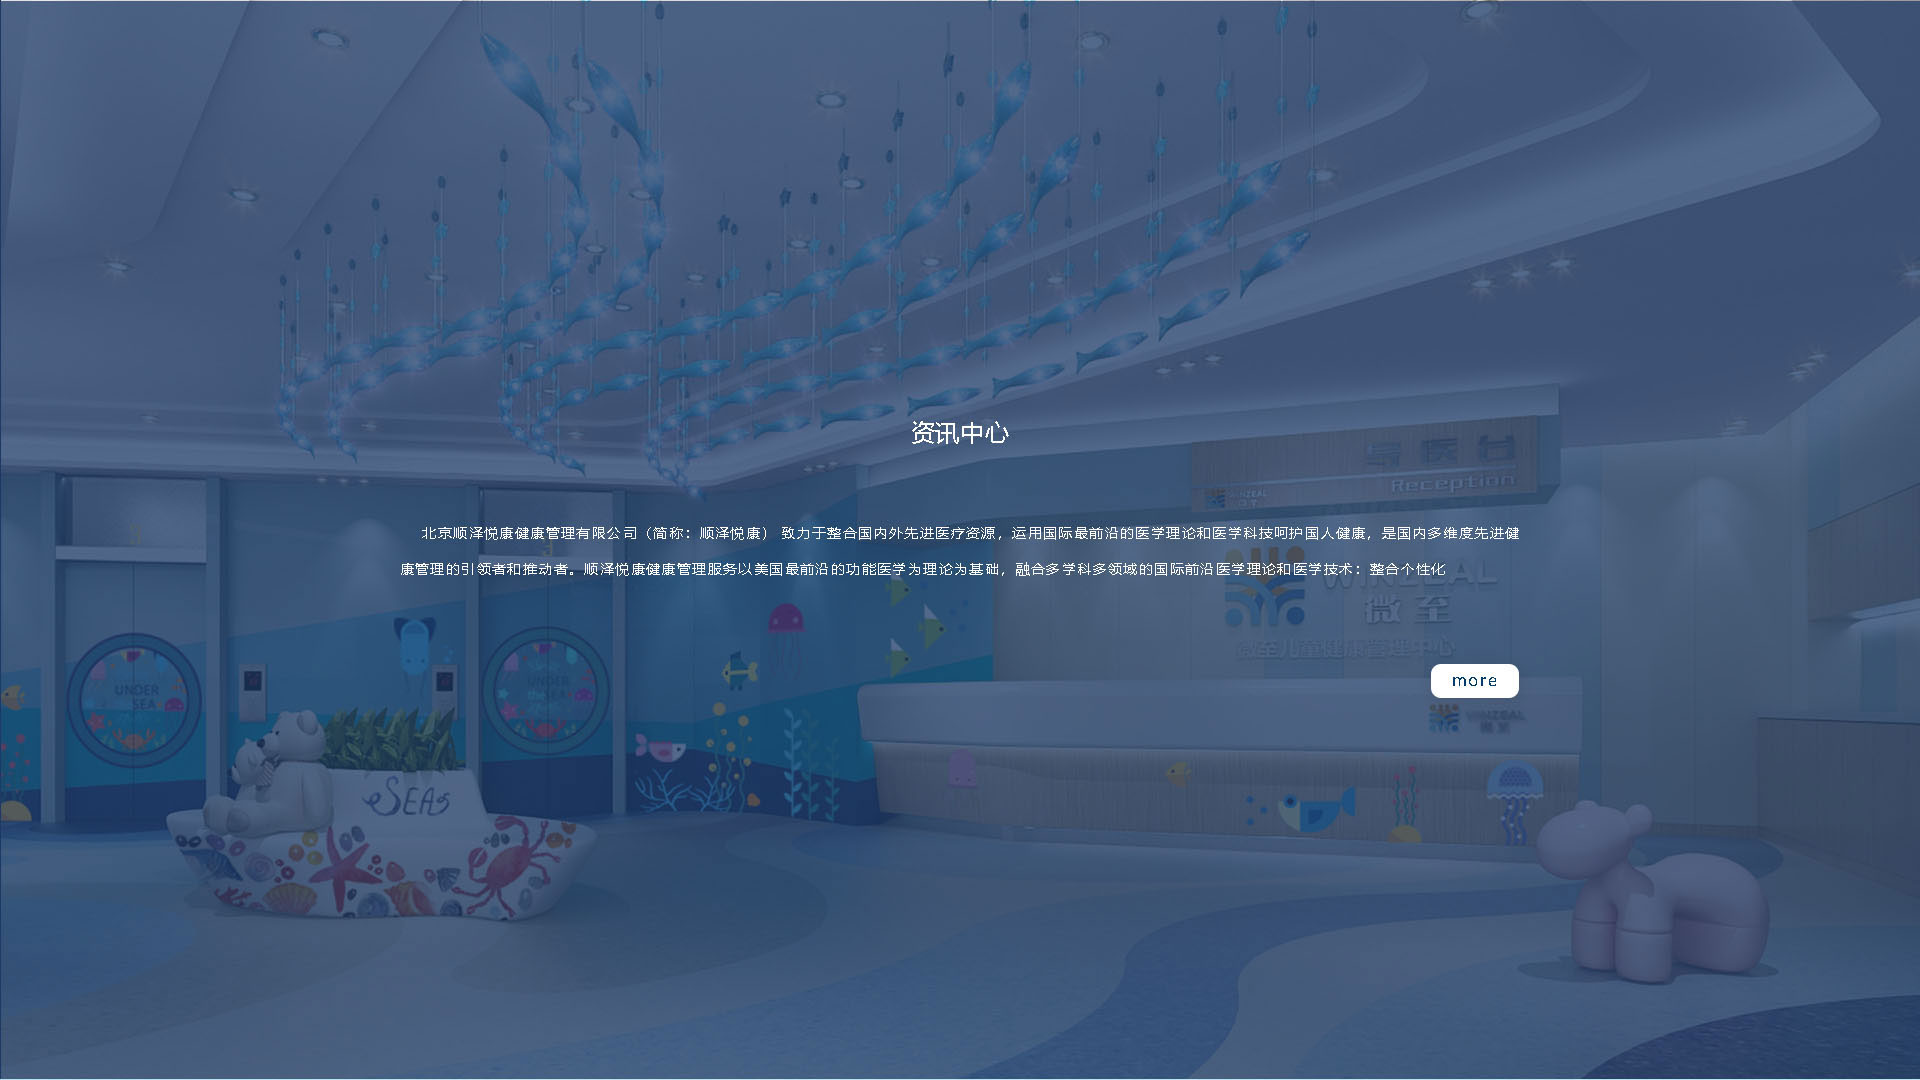 资讯中心
导医台
Reception
WINZEAL
北京顺泽悦康健康管理有限公司（简称：顺泽悦康） 致力于整合国内外先进医疗资源，运用国际最前沿的医学理论和医学科技呵护国人健康，是国内多维度先进健
康管理的引领者和推动者。顺泽悦康健康管理服务以美国最前沿的功能医学为理论为基础，融合多学科多领域的国际前沿医学理论和医学技术：整合个性化
WINZEAL
微至
微至儿童健康管理中心
more
WINZEAL
微至
UNDER
the SEA
UNDER
the SEA
SEAS